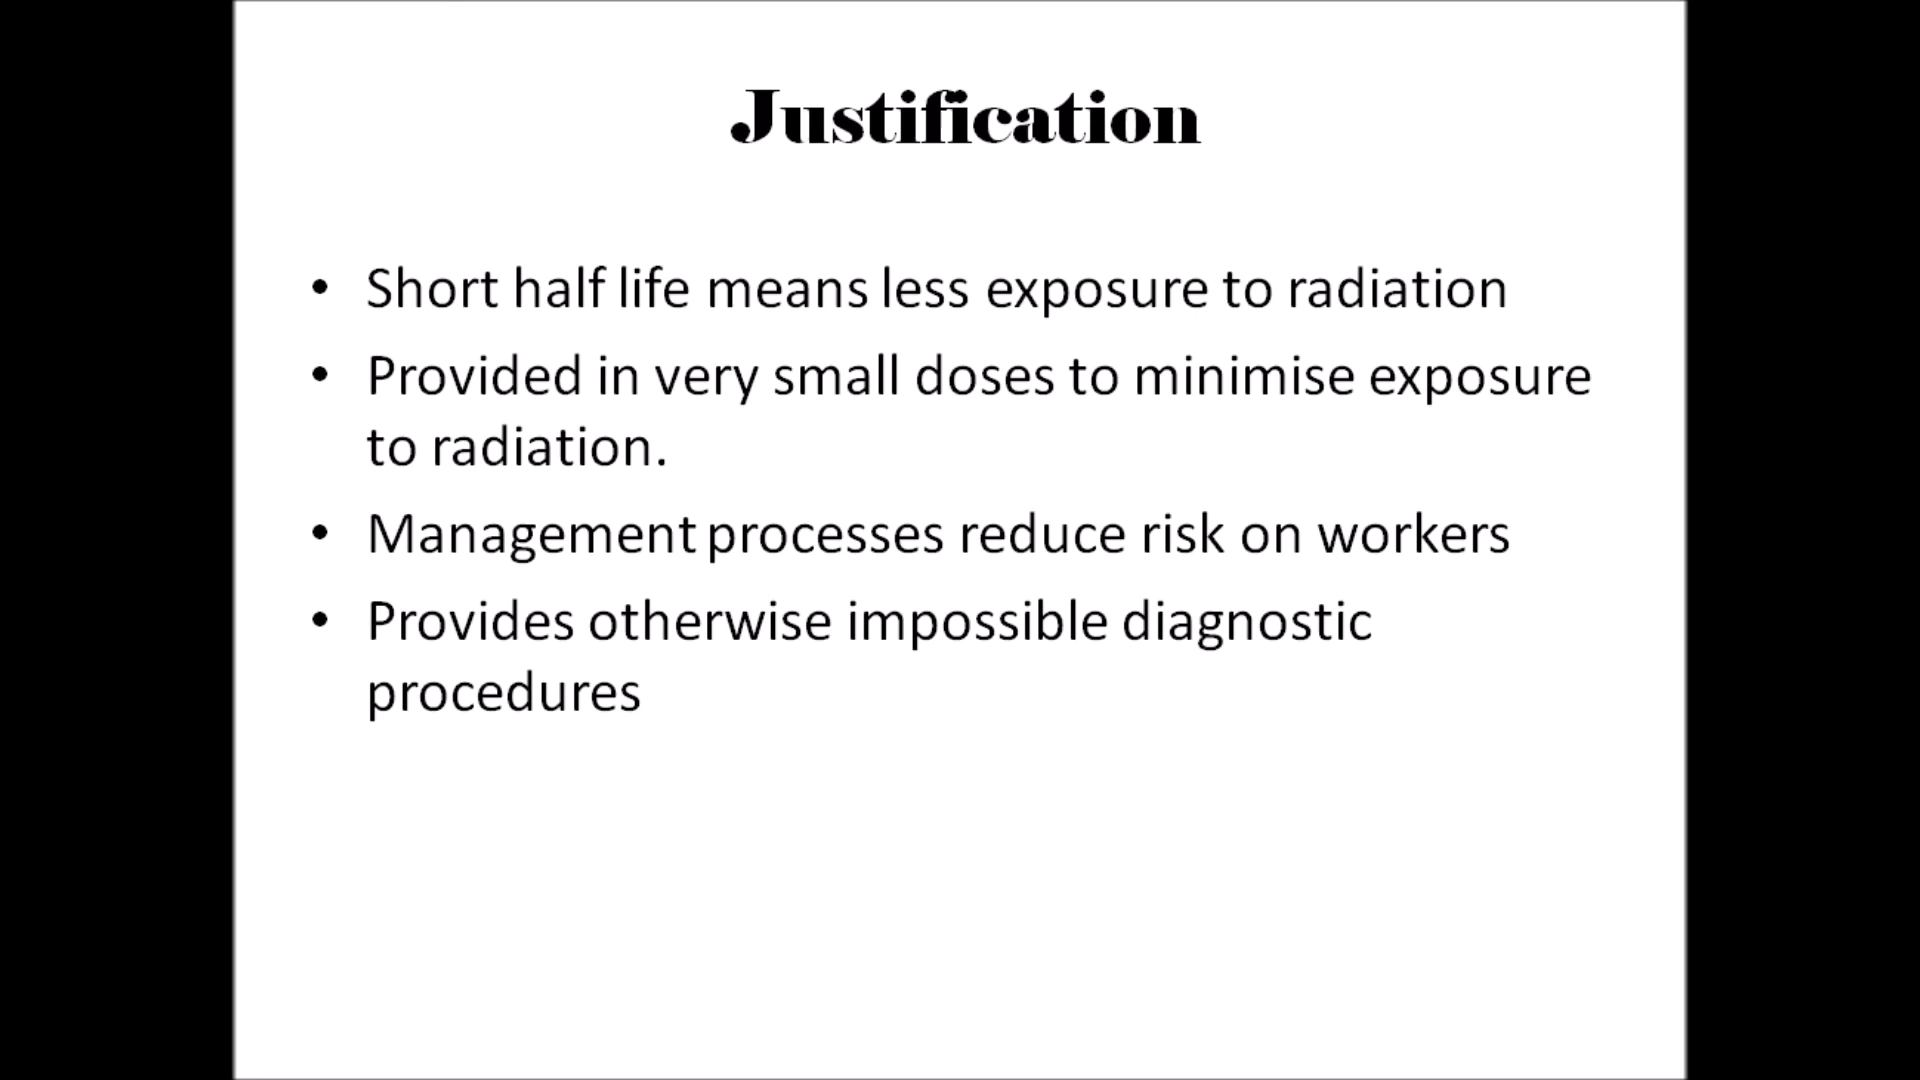 Justification
• Short half life means less exposure to radiation
• Provided in very small doses to minimise exposure
to radiation.
• Management processes reduce risk on workers
• Provides otherwise impossible diagnostic
procedures